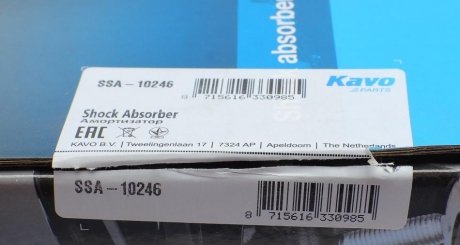 absorber
SSA-10246
8 715616 330985
Kavo
PARTS
Shock Absorber
Амортизатор
EAC
KAVO B.V. | Tweelingenlaan 17 | 7324 AP | Apeldoorn | The Netherlands
SSA-10246
8 715616 330985